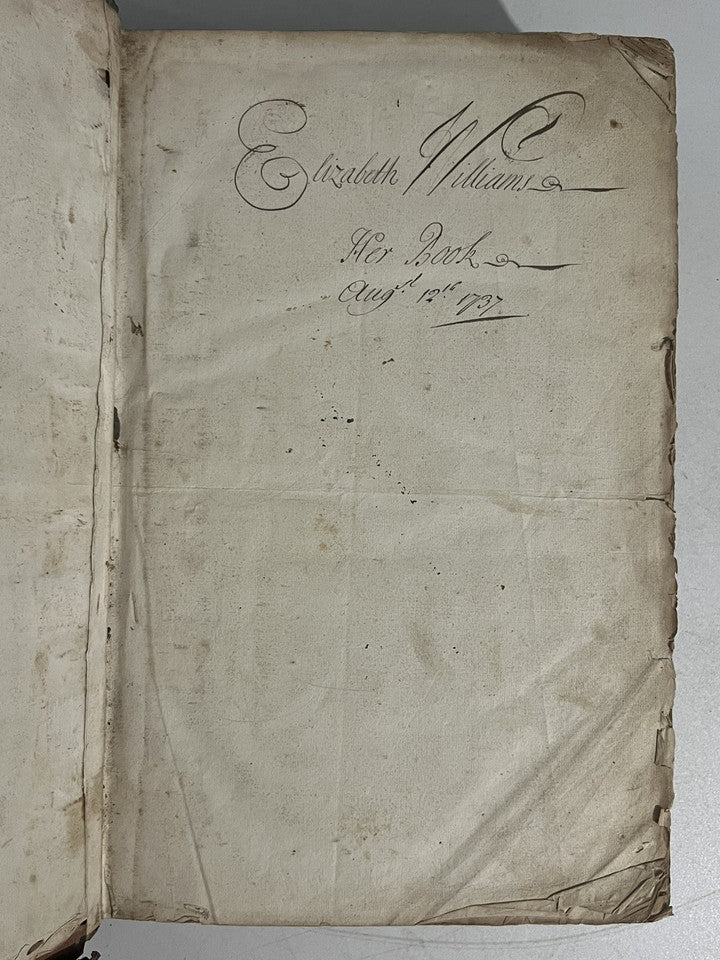 Elizabeth Williams
Her Book
Augst 12th 1737